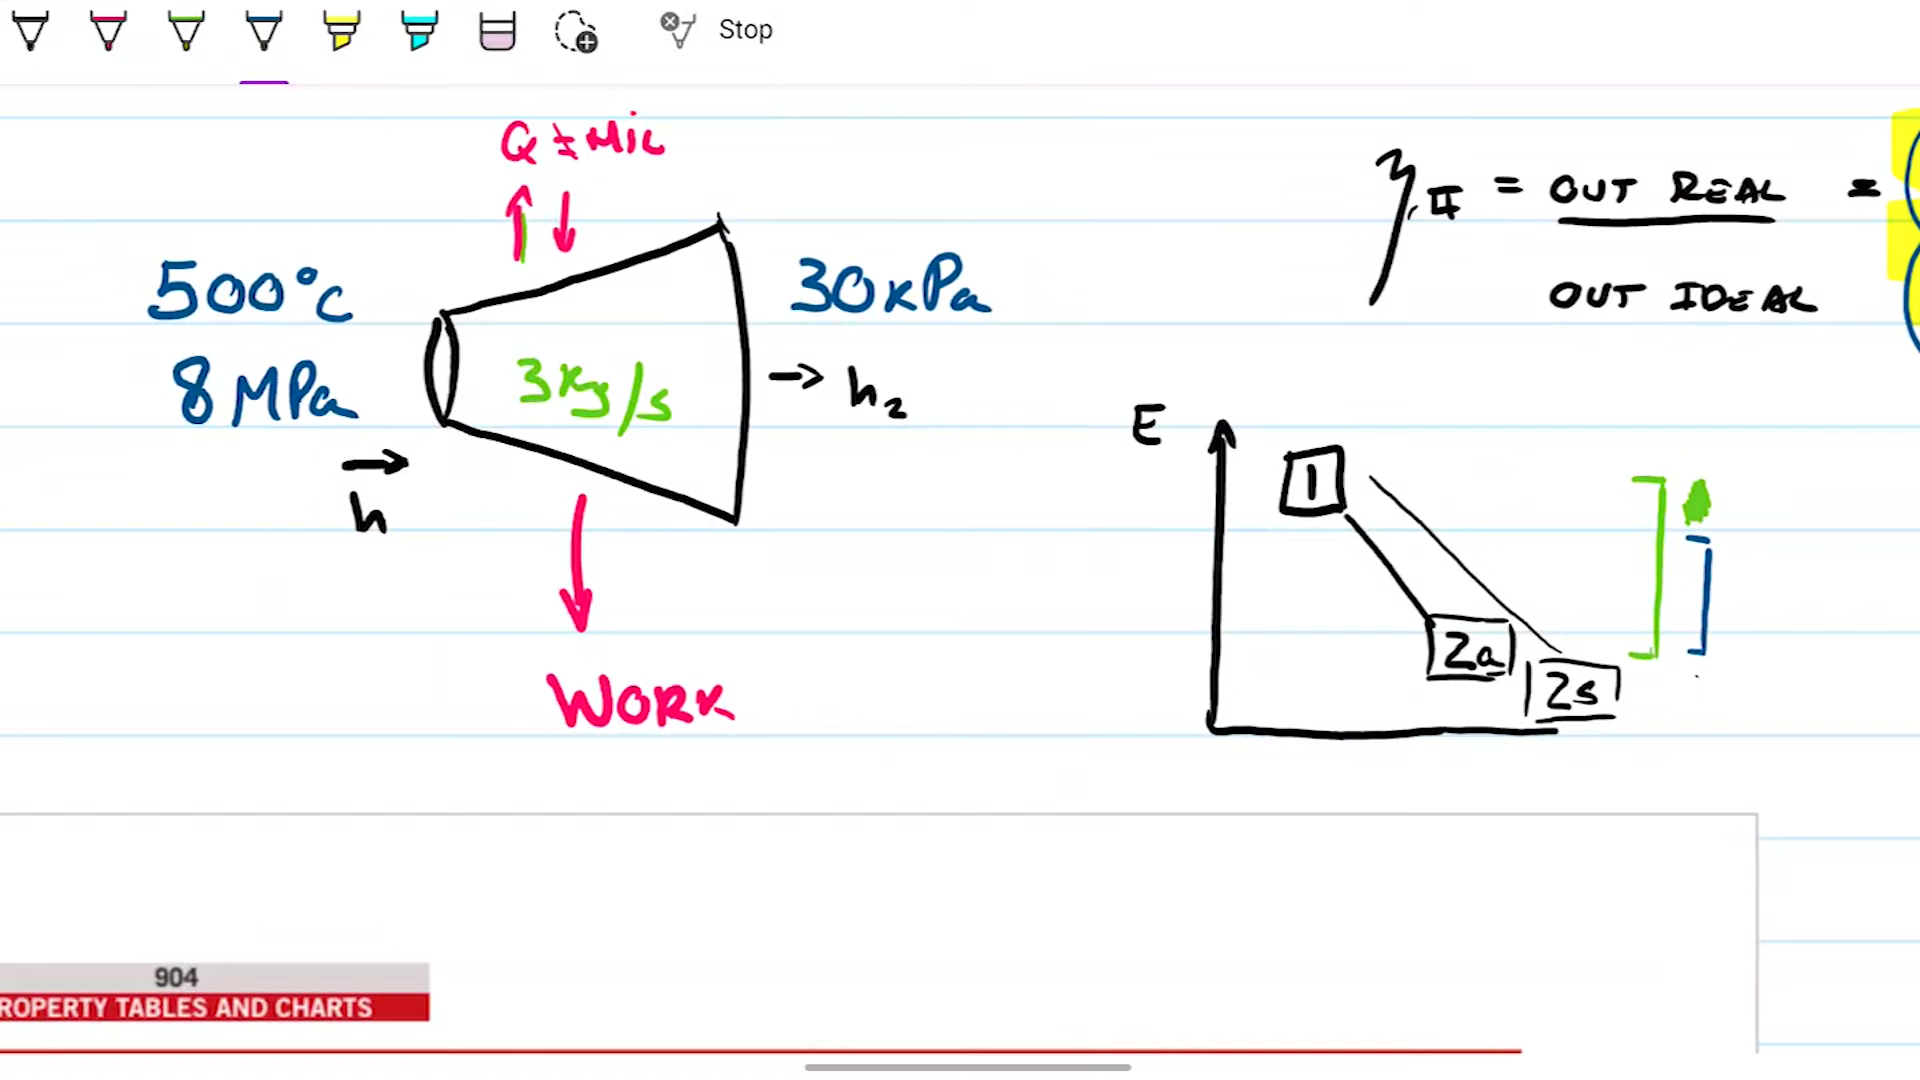 Stop
500°C
8 MPa
h
3Kg/s
WORK
30KPa
→ h₂
= OUT REAL =
OUT IDEAL
E
1
2a
2s
904
ROPERTY TABLES AND CHARTS